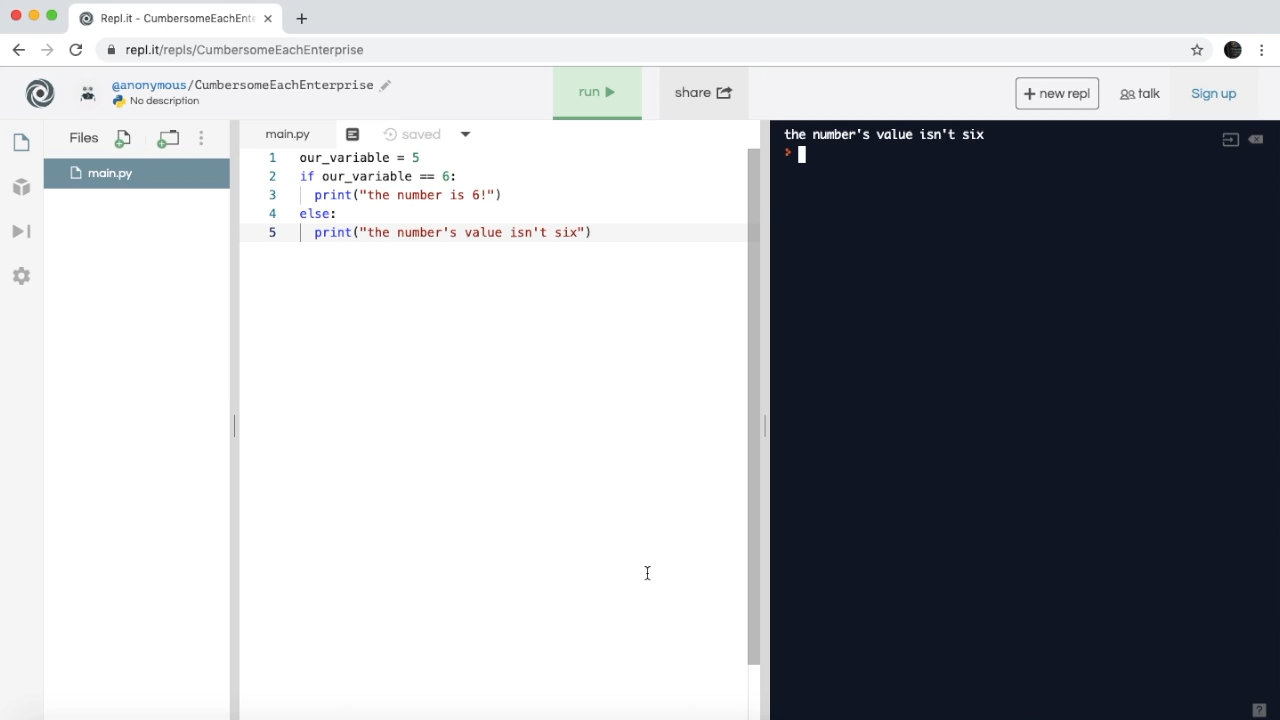 Repl.it - CumbersomeEachEnte
repl.it/repls/CumbersomeEachEnterprise
@anonymous/CumbersomeEachEnterprise
No description
run
share
+ new repl
talk
Sign up
Files
main.py
saved
main.py
1 our_variable = 5
2 if our_variable == 6:
3 print("the number is 6!")
4 else:
5 print("the number's value isn't six")
the number's value isn't six
>
?